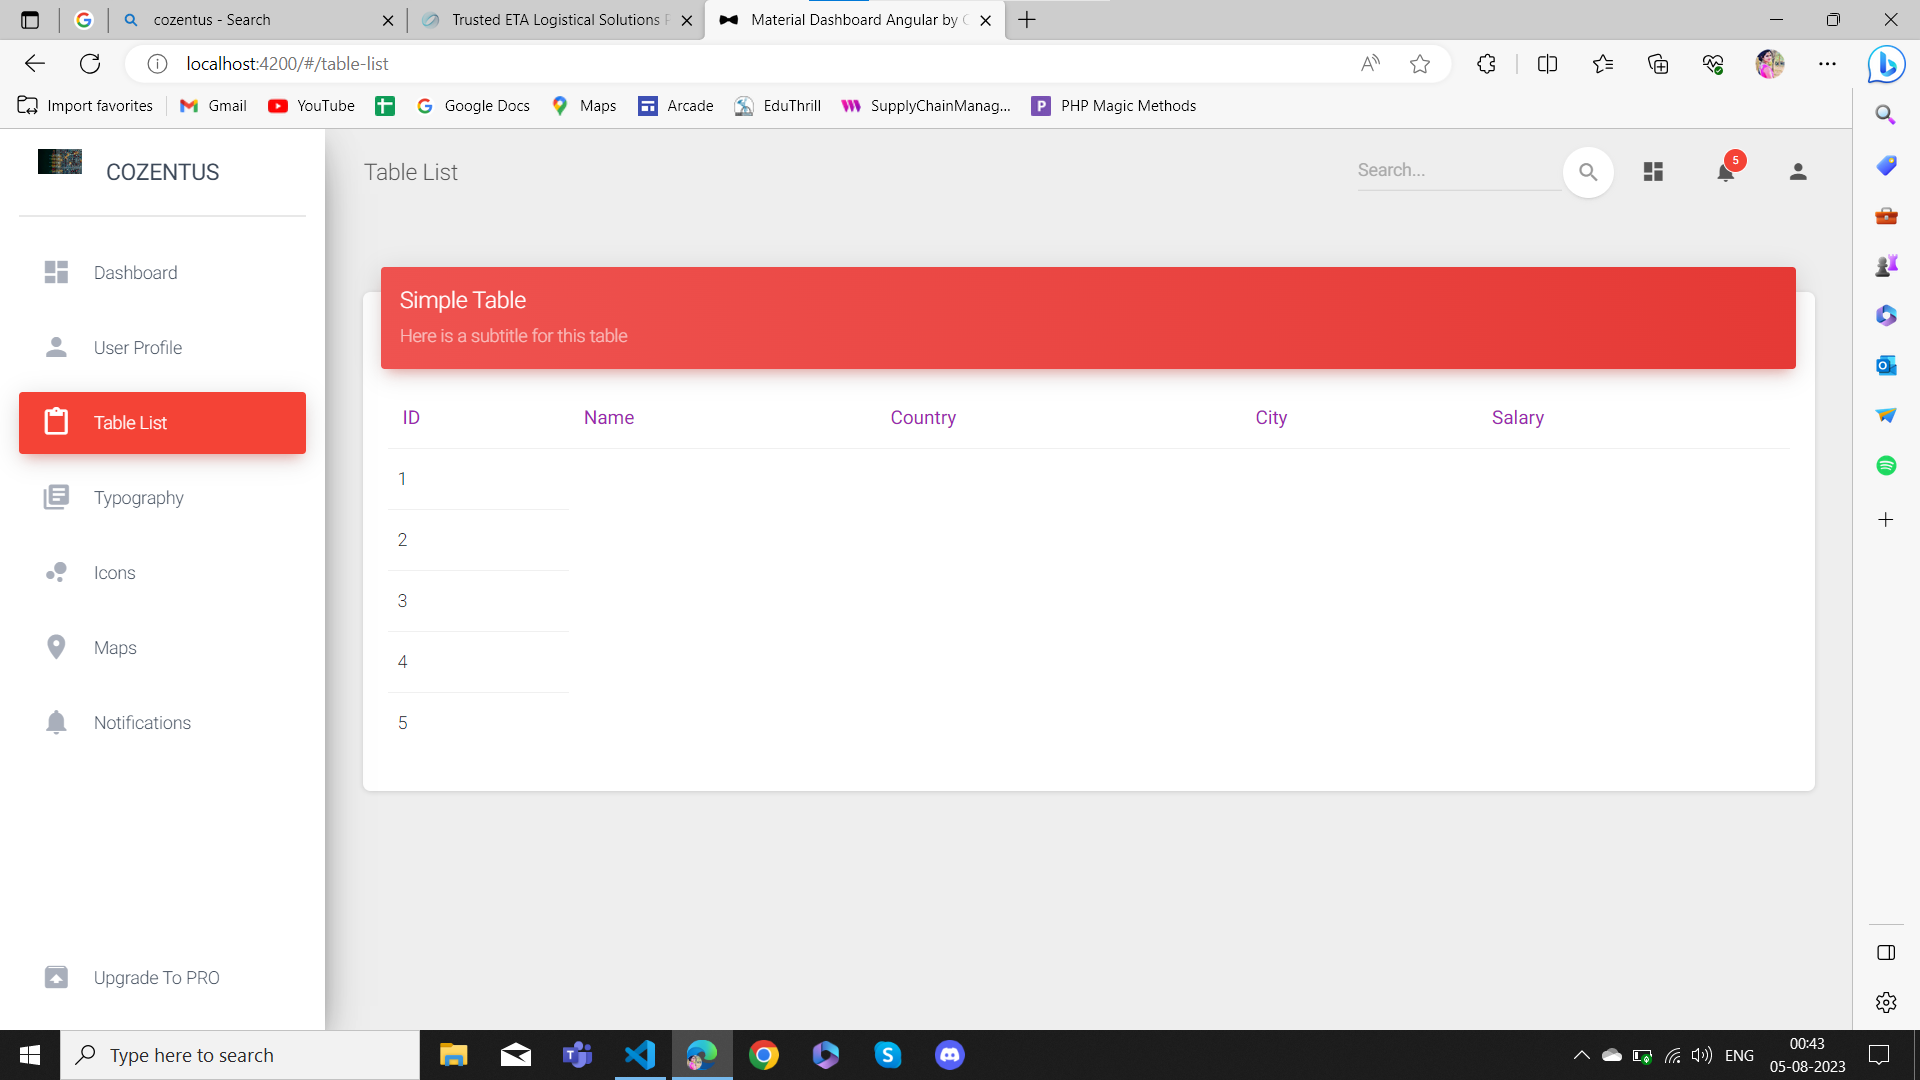 cozentus - Search
Trusted ETA Logistical Solutions
Material Dashboard Angular by
localhost:4200/#/table-list
Import favorites
Gmail
YouTube
Google Docs
Maps
Arcade
EduThrill
SupplyChainManag...
P
PHP Magic Methods
COZENTUS
Table List
Search...
5
Dashboard
User Profile
Table List
Typography
Icons
Maps
Notifications
Upgrade To PRO
Simple Table
Here is a subtitle for this table
ID Name Country City Salary
1
2
3
4
5
Type here to search
ENG
00:43
05-08-2023